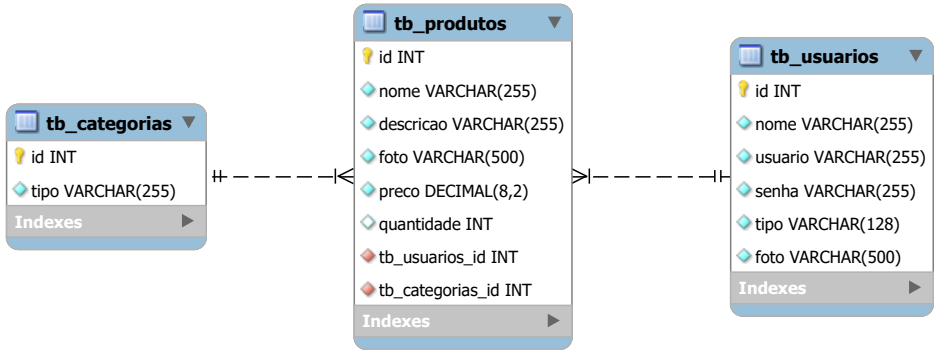 tb_categorias
id INT
tipo VARCHAR(255)
Indexes
tb_produtos
id INT
nome VARCHAR(255)
descricao VARCHAR(255)
foto VARCHAR(500)
preco DECIMAL(8,2)
quantidade INT
tb_usuarios_id INT
tb_categorias_id INT
Indexes
tb_usuarios
id INT
nome VARCHAR(255)
usuario VARCHAR(255)
senha VARCHAR(255)
tipo VARCHAR(128)
foto VARCHAR(500)
Indexes